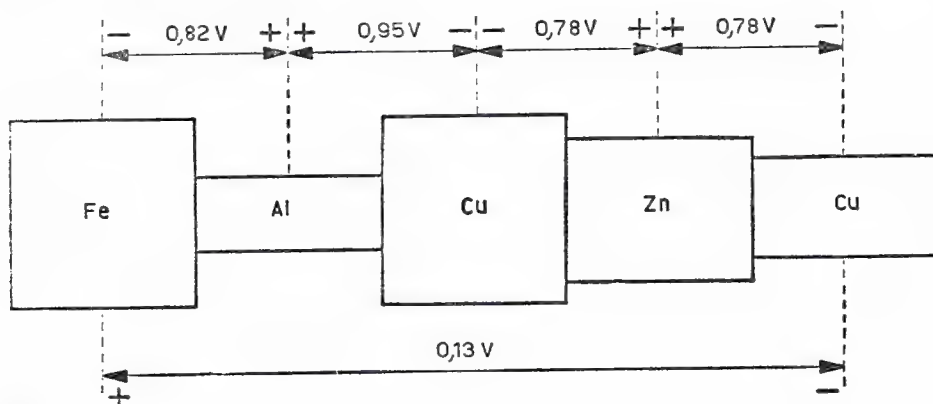 − 0,82 V + + 0,95 V − − 0,78 V + + 0,78 V −
Fe Al Cu Zn Cu
0,13 V
+ −